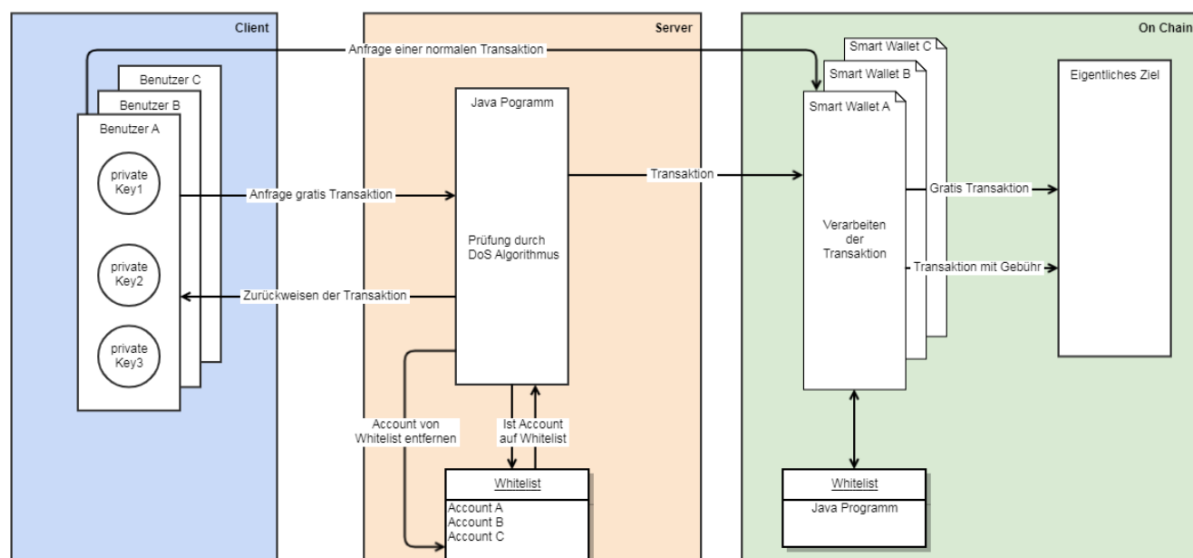 Client
Server
On Chain
Anfrage einer normalen Transaktion
Benutzer C
Benutzer B
Benutzer A
private
Key1
private
Key2
private
Key3
Anfrage gratis Transaktion
Zurückweisen der Transaktion
Java Pogramm
Prüfung durch
DoS Algorithmus
Account von
Whitelist entfernen
Ist Account
auf Whitelist
Whitelist
Account A
Account B
Account C
Transaktion
Smart Wallet C
Smart Wallet B
Smart Wallet A
Verarbeiten
der
Transaktion
Gratis Transaktion
Transaktion mit Gebühr
Eigentliches Ziel
Whitelist
Java Programm